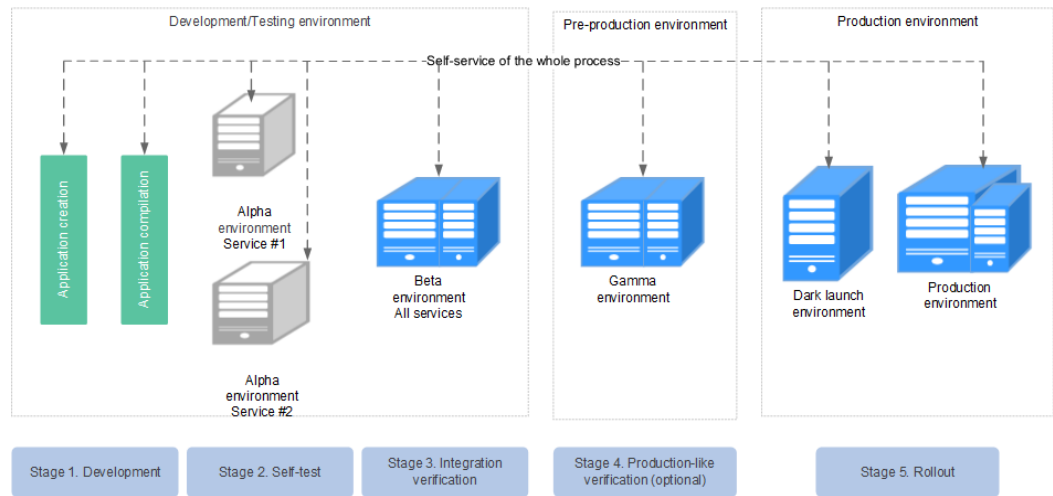 Development/Testing environment
Pre-production environment
Production environment
Self-service of the whole process
Application creation
Application compilation
Alpha
environment
Service #1
Alpha
environment
Service #2
Beta
environment
All services
Gamma
environment
Dark launch
environment
Production
environment
Stage 1. Development
Stage 2. Self-test
Stage 3. Integration
verification
Stage 4. Production-like
verification (optional)
Stage 5. Rollout